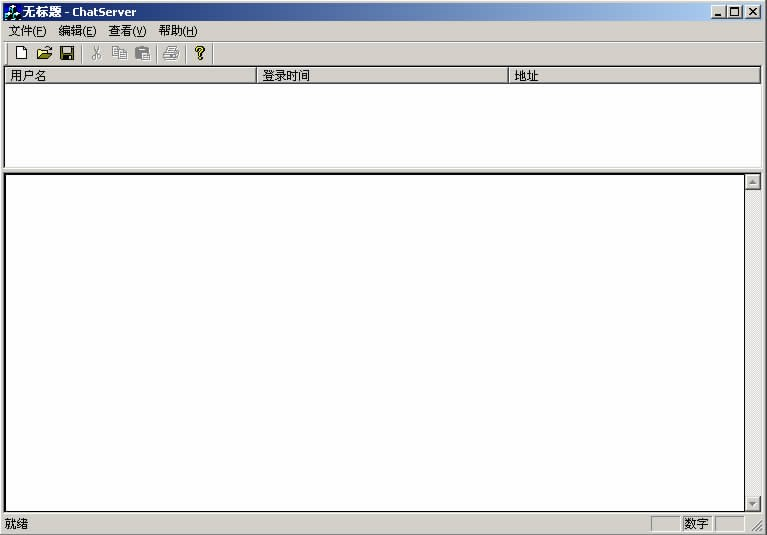 无标题 - ChatServer
文件(F) 编辑(E) 查看(V) 帮助(H)
用户名 登录时间 地址
就绪 数字